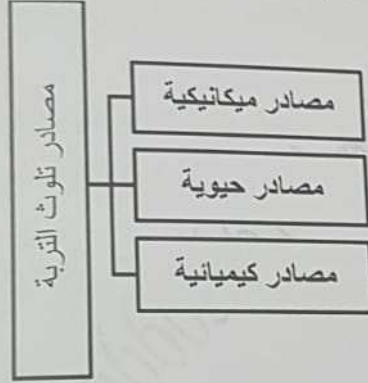 مصادر تلوث التربة
مصادر ميكانيكية
مصادر حيوية
مصادر كيميائية